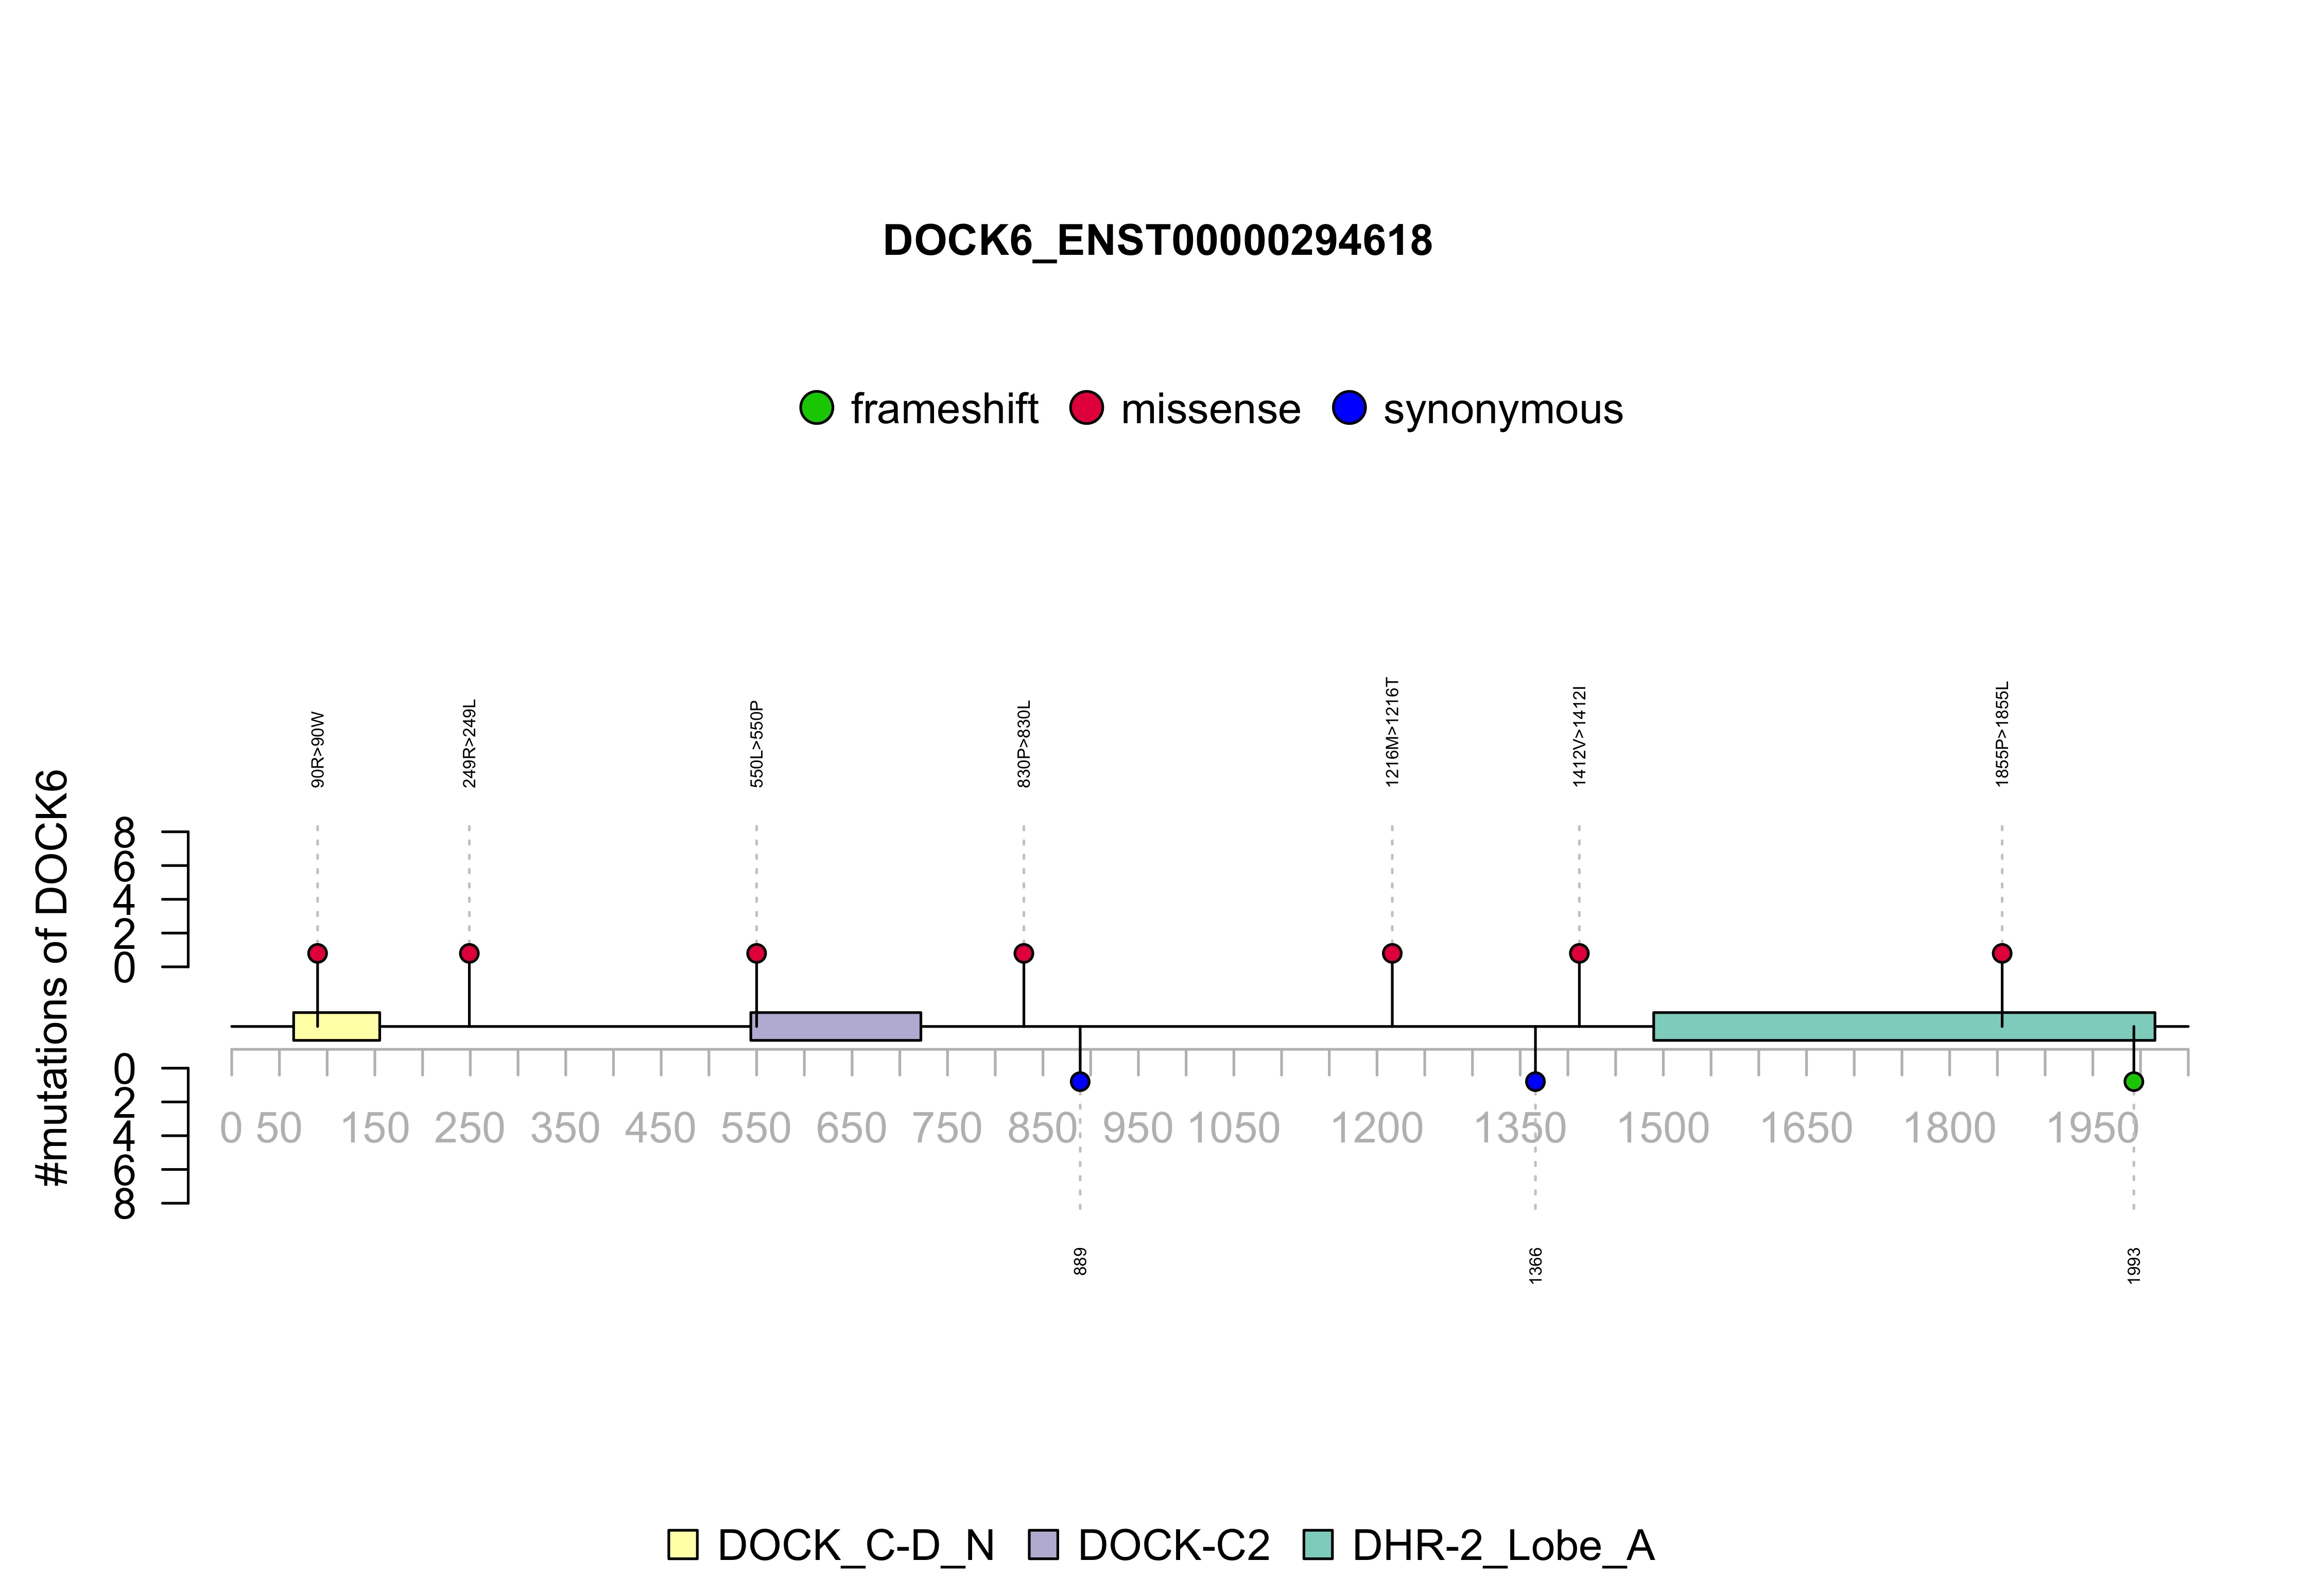 DOCK6_ENST00000294618
frameshift missense synonymous
90R>90W 249R>249L 550L>550P 830P>830L 1216M>1216T 1412V>1412I 1855P>1855L
#mutations of DOCK6
8
6
4
2
0
0
2
4
6
8
0 50 150 250 350 450 550 650 750 850 950 1050 1200 1350 1500 1650 1800 1950
889 1366 1993
DOCK_C-D_N DOCK-C2 DHR-2_Lobe_A